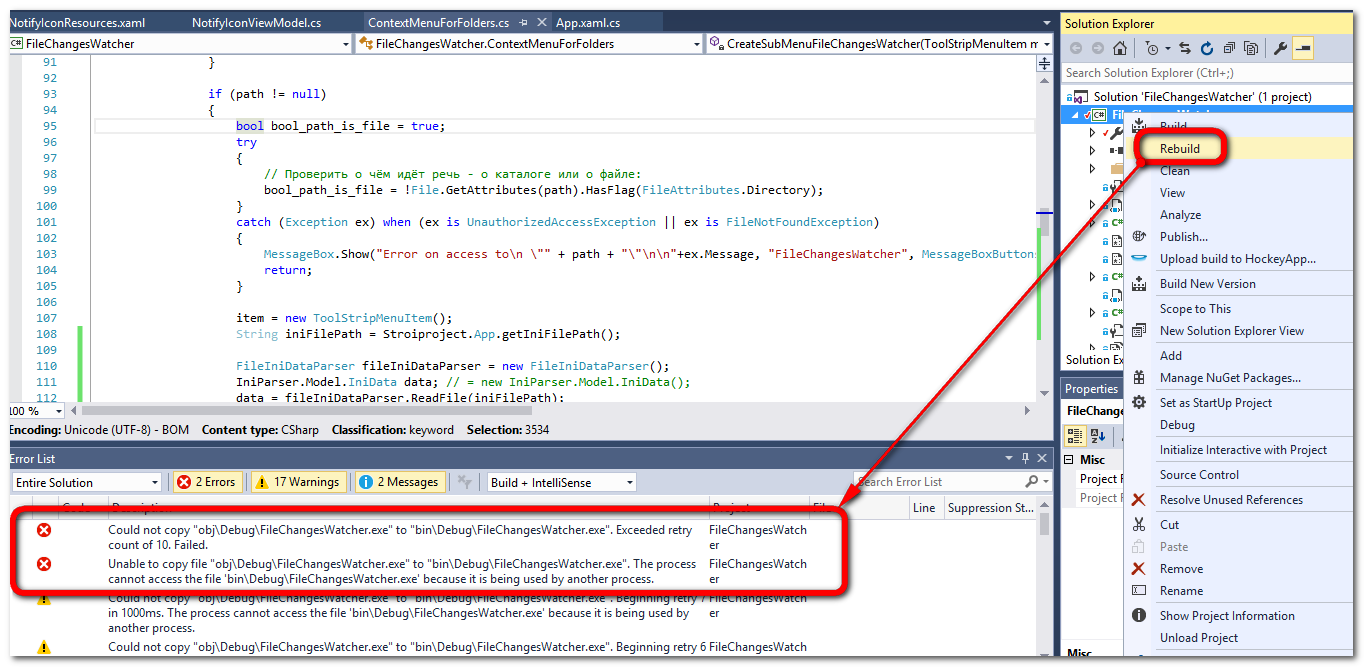 NotifyIconResources.xaml NotifyIconViewModel.cs ContextMenuForFolders.cs App.xaml.cs
FileChangesWatcher FileChangesWatcher.ContextMenuForFolders CreateSubMenuFileChangesWatcher(ToolStripMenuItem m
91 }
92
93 if (path != null)
94 {
95 bool bool_path_is_file = true;
96 try
97 {
98 // Проверить о чём идёт речь - о каталоге или о файле:
99 bool_path_is_file = !File.GetAttributes(path).HasFlag(FileAttributes.Directory);
100 }
101 catch (Exception ex) when (ex is UnauthorizedAccessException || ex is FileNotFoundException)
102 {
103 MessageBox.Show("Error on access to\n \"" + path + "\"\n\n"+ex.Message, "FileChangesWatcher", MessageBoxButtons
104 return;
105 }
106
107 item = new ToolStripMenuItem();
108 String iniFilePath = Stroiproject.App.getIniFilePath();
109
110 FileIniDataParser fileIniDataParser = new FileIniDataParser();
111 IniParser.Model.IniData data; // = new IniParser.Model.IniData();
112 data = fileIniDataParser.ReadFile(iniFilePath);
100 %
Encoding: Unicode (UTF-8) - BOM Content type: CSharp Classification: keyword Selection: 3534
Error List
Entire Solution 2 Errors 17 Warnings 2 Messages Build + IntelliSense Search Error List
Line Suppression St...
Could not copy "obj\Debug\FileChangesWatcher.exe" to "bin\Debug\FileChangesWatcher.exe". Exceeded retry FileChangesWatch
count of 10. Failed. er
Unable to copy file "obj\Debug\FileChangesWatcher.exe" to "bin\Debug\FileChangesWatcher.exe". The process FileChangesWatch
cannot access the file 'bin\Debug\FileChangesWatcher.exe' because it is being used by another process. er
Could not copy "obj\Debug\FileChangesWatcher.exe" to "bin\Debug\FileChangesWatcher.exe". Beginning retry 7 FileChangesWatch
in 1000ms. The process cannot access the file 'bin\Debug\FileChangesWatcher.exe' because it is being used by er
another process.
Could not copy "obj\Debug\FileChangesWatcher.exe" to "bin\Debug\FileChangesWatcher.exe". Beginning retry 6 FileChangesWatch
Solution Explorer
Search Solution Explorer (Ctrl+;)
Solution 'FileChangesWatcher' (1 project)
Solution Ex
Properties
FileChange
Misc
Project F
Project F
Misc
Build
Rebuild
Clean
View
Analyze
Publish...
Upload build to HockeyApp...
Build New Version
Scope to This
New Solution Explorer View
Add
Manage NuGet Packages...
Set as StartUp Project
Debug
Initialize Interactive with Project
Source Control
Resolve Unused References
Cut
Paste
Remove
Rename
Show Project Information
Unload Project